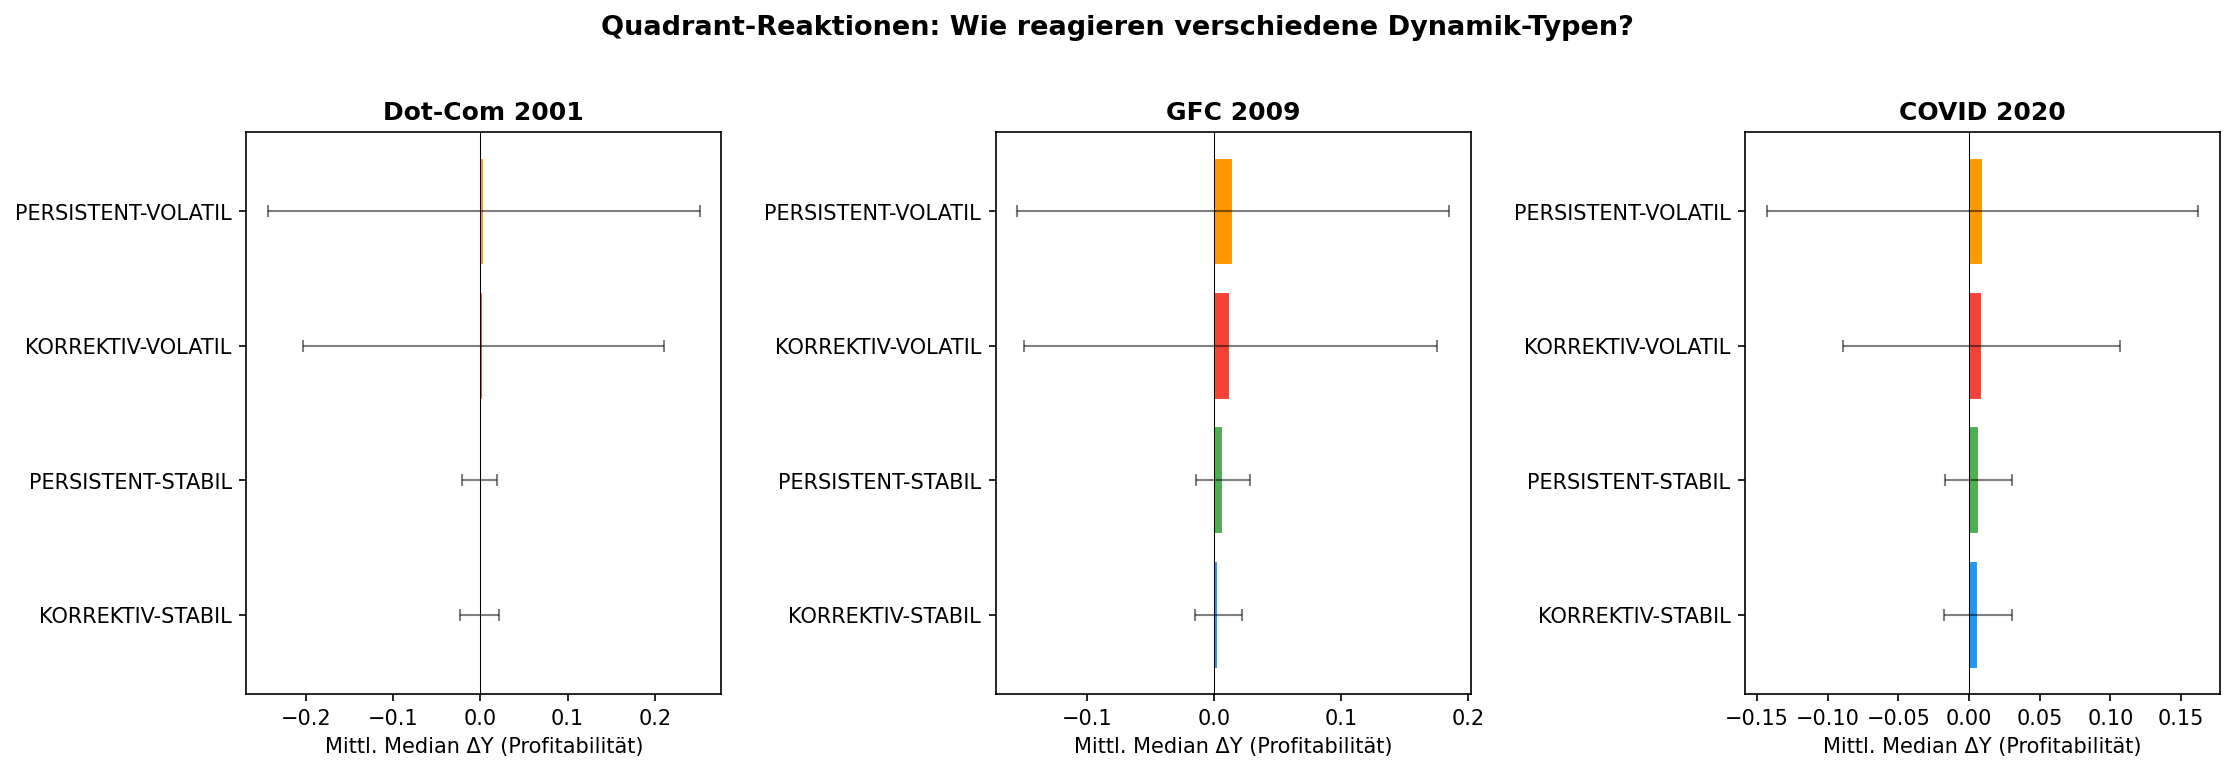 Quadrant-Reaktionen: Wie reagieren verschiedene Dynamik-Typen?
Dot-Com 2001
PERSISTENT-VOLATIL
KORREKTIV-VOLATIL
PERSISTENT-STABIL
KORREKTIV-STABIL
−0.2 −0.1 0.0 0.1 0.2
Mittl. Median ΔY (Profitabilität)
GFC 2009
PERSISTENT-VOLATIL
KORREKTIV-VOLATIL
PERSISTENT-STABIL
KORREKTIV-STABIL
−0.1 0.0 0.1 0.2
Mittl. Median ΔY (Profitabilität)
COVID 2020
PERSISTENT-VOLATIL
KORREKTIV-VOLATIL
PERSISTENT-STABIL
KORREKTIV-STABIL
−0.15 −0.10 −0.05 0.00 0.05 0.10 0.15
Mittl. Median ΔY (Profitabilität)